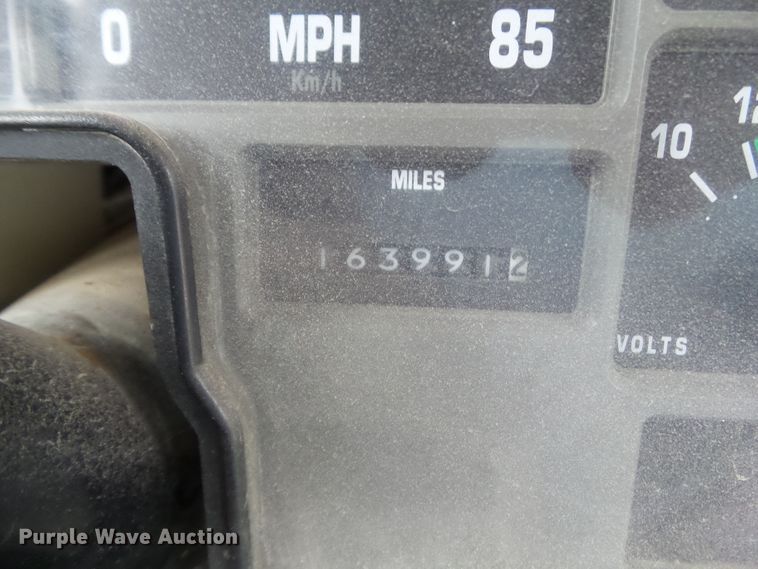 0 MPH 85
Km/h
12
10
MILES
1639912
VOLTS
Purple Wave Auction